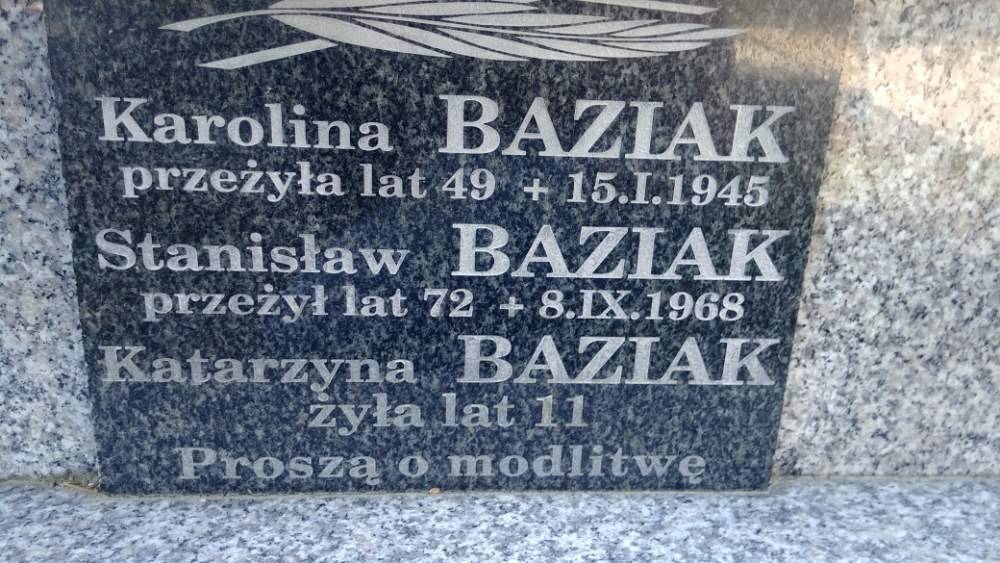 Karolina BAZIAK
przeżyła lat 49 + 15.I.1945
Stanisław BAZIAK
przeżył lat 72 + 8.IX.1968
Katarzyna BAZIAK
żyła lat 11
Proszą o modlitwę